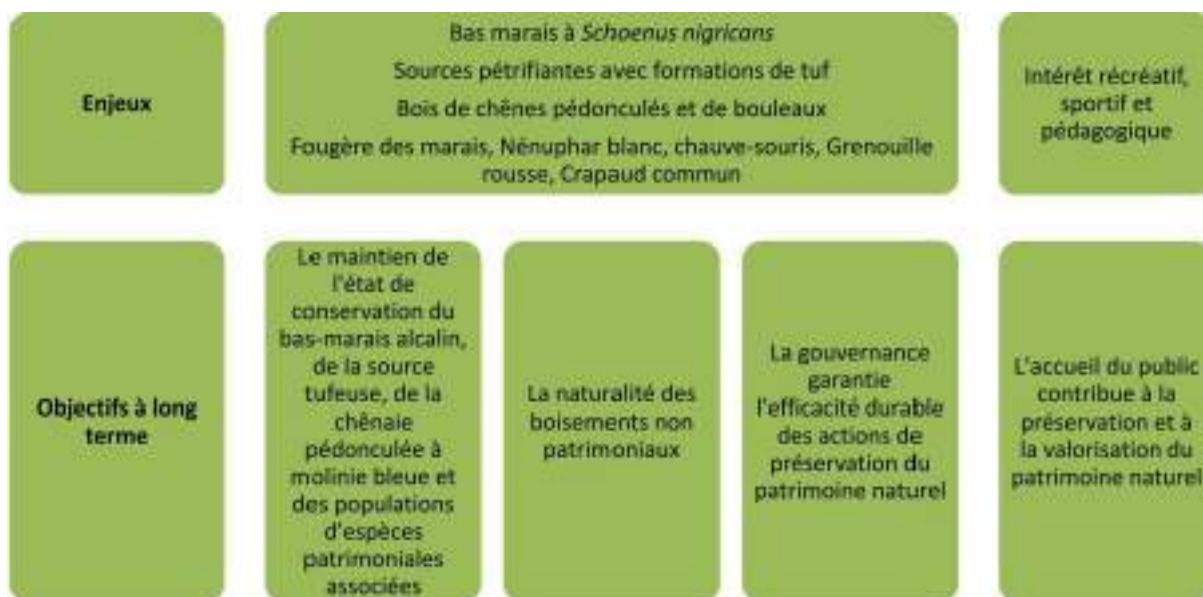 Enjeux
Bas marais à Schoenus nigricans
Sources pétrifiantes avec formations de tuf
Bois de chênes pédonculés et de bouleaux
Fougère des marais, Nénuphar blanc, chauve-souris, Grenouille
rousse, Crapaud commun
Intérêt récréatif,
sportif et
pédagogique
Objectifs à long
terme
Le maintien de
l'état de
conservation du
bas-marais alcalin,
de la source
tufeuse, de la
chênaie
pédonculée à
molinie bleue et
des populations
d'espèces
patrimoniales
associées
La naturalité des
boisements non
patrimoniaux
La gouvernance
garantie
l'efficacité durable
des actions de
préservation du
patrimoine naturel
L'accueil du public
contribue à la
préservation et à
la valorisation du
patrimoine naturel